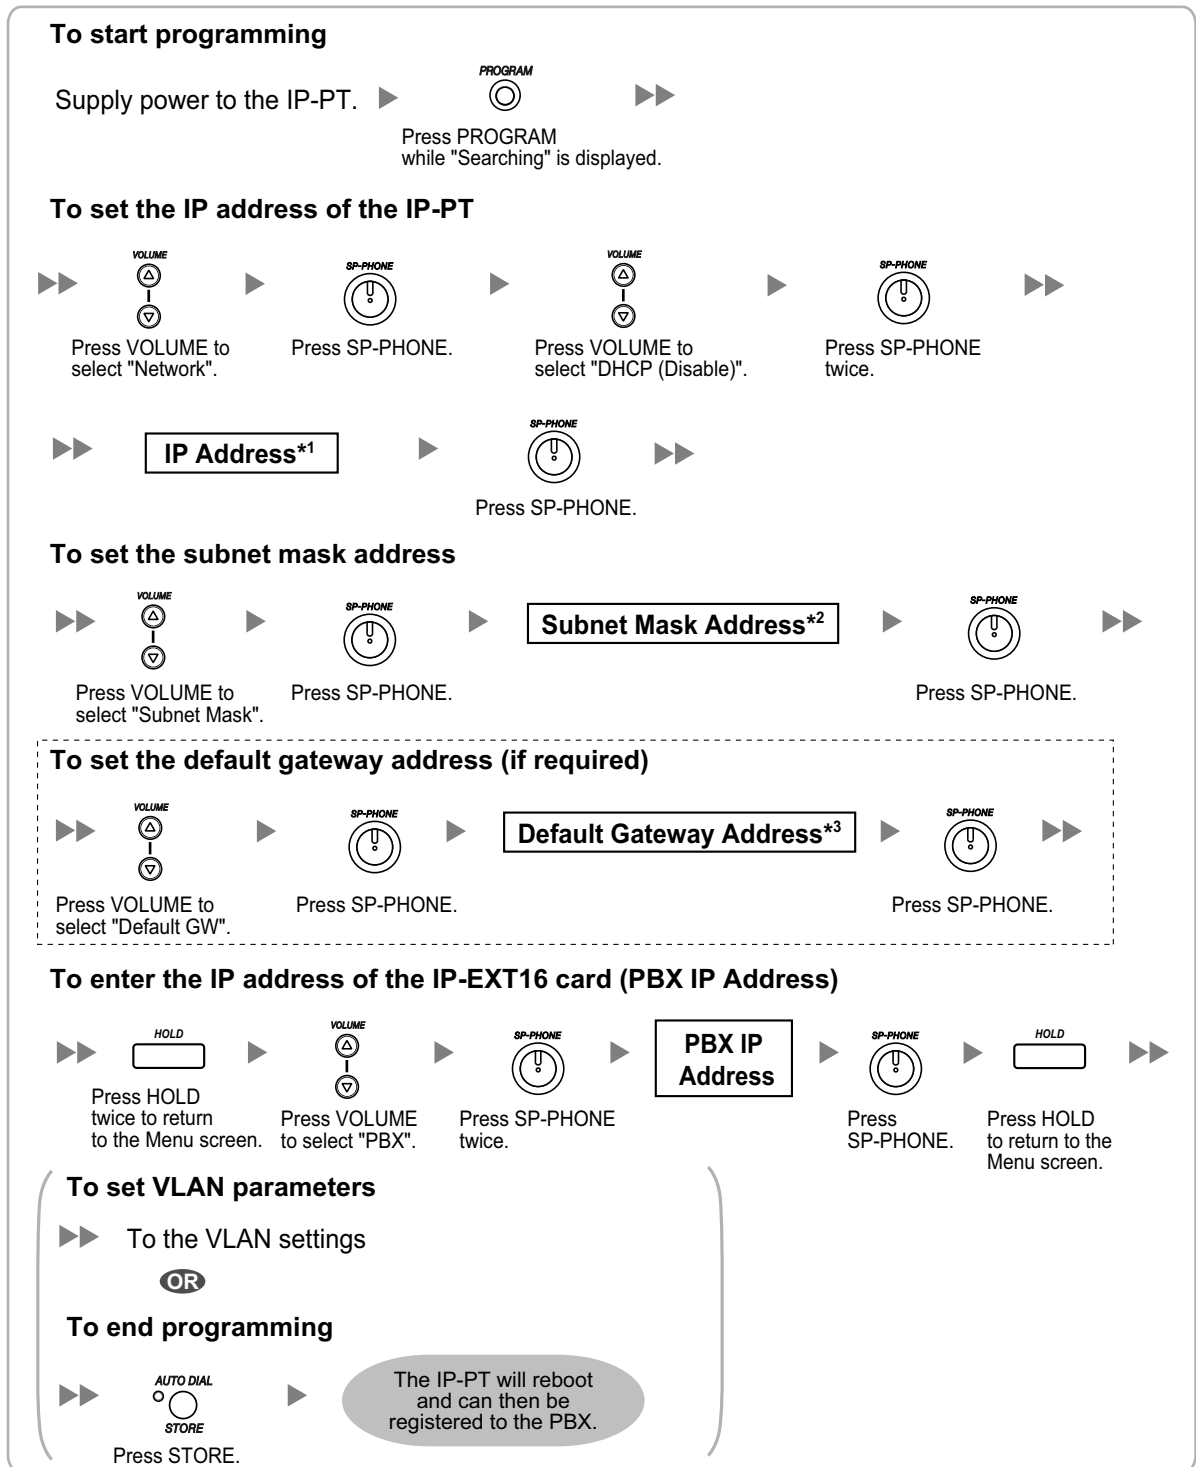 To start programming
PROGRAM
Supply power to the IP-PT.
Press PROGRAM
while "Searching" is displayed.
To set the IP address of the IP-PT
VOLUME
SP-PHONE
VOLUME
SP-PHONE
Press VOLUME to
select "Network".
Press SP-PHONE.
Press VOLUME to
select "DHCP (Disable)".
Press SP-PHONE
twice.
IP Address*1
SP-PHONE
Press SP-PHONE.
To set the subnet mask address
VOLUME
SP-PHONE
Subnet Mask Address*2
SP-PHONE
Press VOLUME to
select "Subnet Mask".
Press SP-PHONE.
Press SP-PHONE.
To set the default gateway address (if required)
VOLUME
SP-PHONE
Default Gateway Address*3
SP-PHONE
Press VOLUME to
select "Default GW".
Press SP-PHONE.
Press SP-PHONE.
To enter the IP address of the IP-EXT16 card (PBX IP Address)
HOLD
VOLUME
SP-PHONE
PBX IP
Address
SP-PHONE
HOLD
Press HOLD
twice to return
to the Menu screen.
Press VOLUME
to select "PBX".
Press SP-PHONE
twice.
Press
SP-PHONE.
Press HOLD
to return to the
Menu screen.
To set VLAN parameters
To the VLAN settings
OR
To end programming
AUTO DIAL
STORE
Press STORE.
The IP-PT will reboot
and can then be
registered to the PBX.